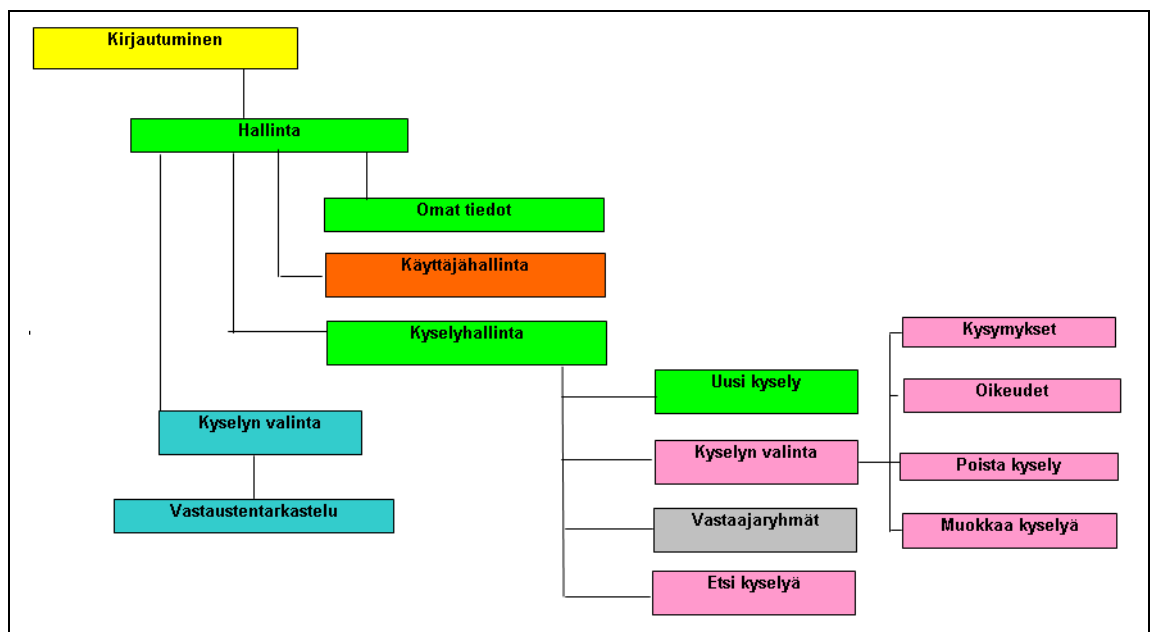 Kirjautuminen
Hallinta
Omat tiedot
Käyttäjähallinta
Kyselyhallinta
Kysymykset
Uusi kysely
Oikeudet
Kyselyn valinta
Kyselyn valinta
Poista kysely
Vastaustentarkastelu
Vastaajaryhmät
Muokkaa kyselyä
Etsi kyselyä